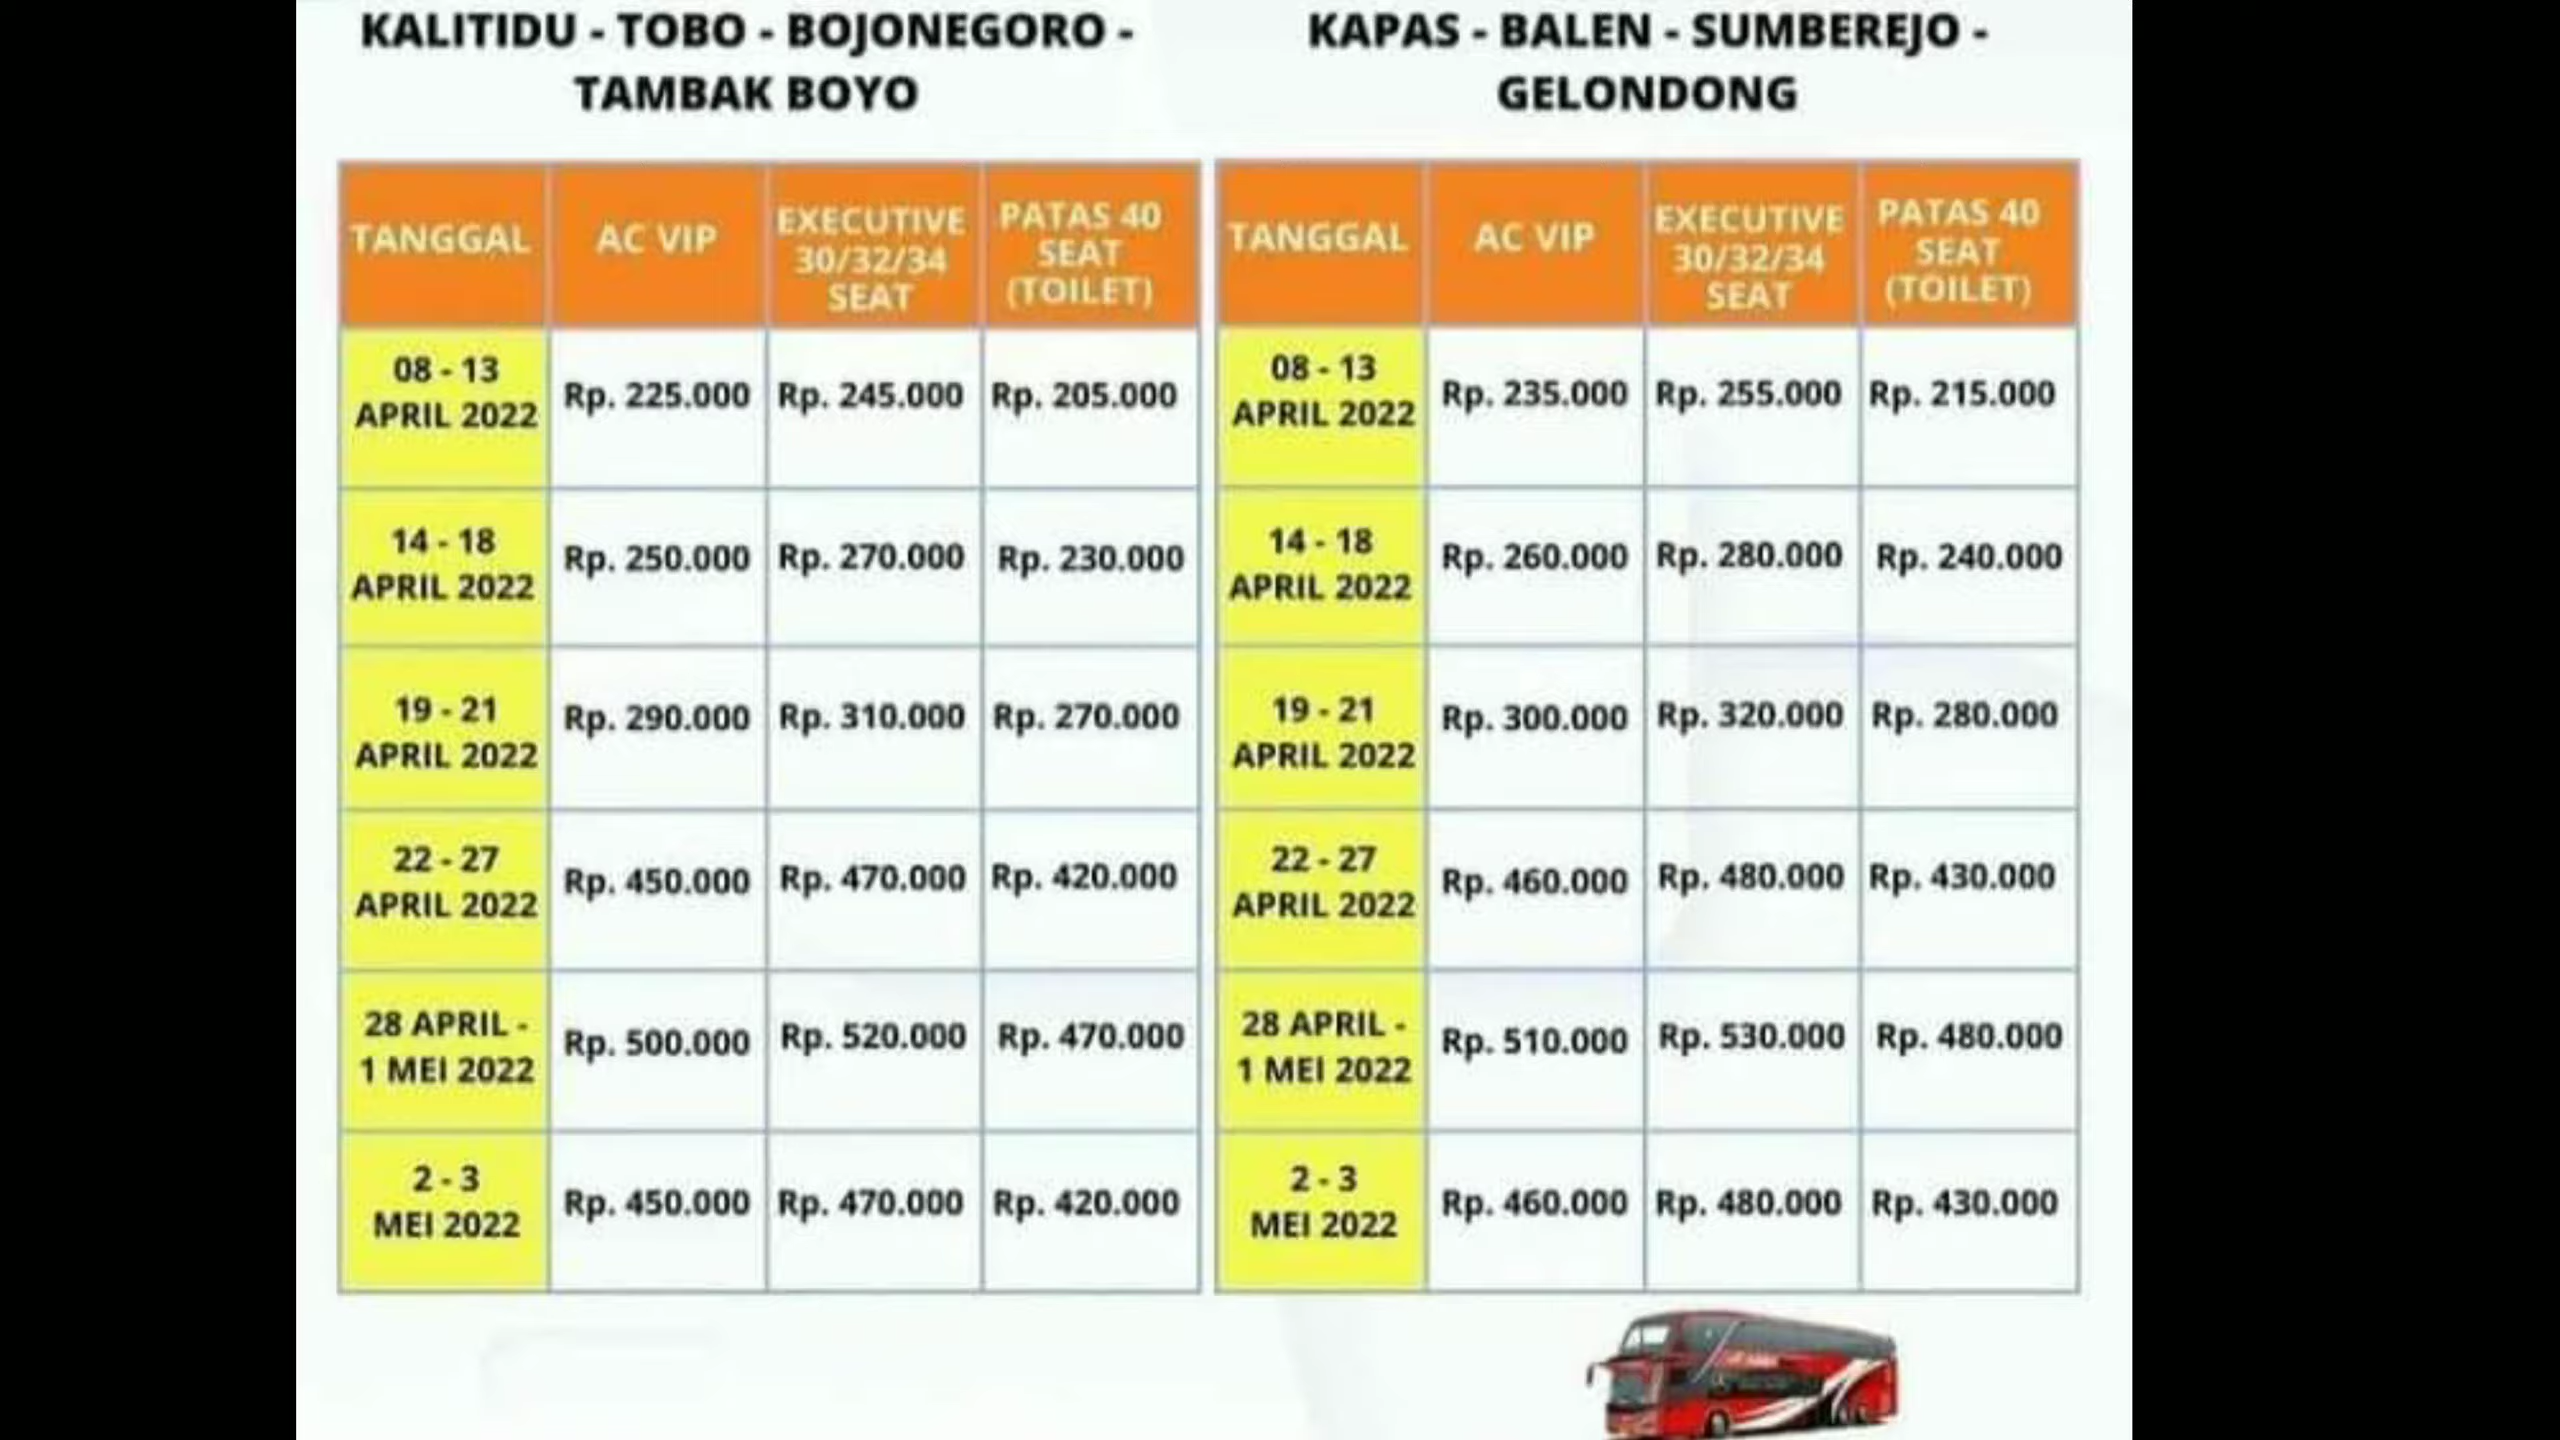 KALITIDU - TOBO - BOJONEGORO -
TAMBAK BOYO
TANGGAL
AC VIP
EXECUTIVE
30/32/34
SEAT
PATAS 40
SEAT
(TOILET)
08 - 13
APRIL 2022
Rp. 225.000
Rp. 245.000
Rp. 205.000
14 - 18
APRIL 2022
Rp. 250.000
Rp. 270.000
Rp. 230.000
19 - 21
APRIL 2022
Rp. 290.000
Rp. 310.000
Rp. 270.000
22 - 27
APRIL 2022
Rp. 450.000
Rp. 470.000
Rp. 420.000
28 APRIL -
1 MEI 2022
Rp. 500.000
Rp. 520.000
Rp. 470.000
2 - 3
MEI 2022
Rp. 450.000
Rp. 470.000
Rp. 420.000
KAPAS - BALEN - SUMBEREJO -
GELONDONG
TANGGAL
AC VIP
EXECUTIVE
30/32/34
SEAT
PATAS 40
SEAT
(TOILET)
08 - 13
APRIL 2022
Rp. 235.000
Rp. 255.000
Rp. 215.000
14 - 18
APRIL 2022
Rp. 260.000
Rp. 280.000
Rp. 240.000
19 - 21
APRIL 2022
Rp. 300.000
Rp. 320.000
Rp. 280.000
22 - 27
APRIL 2022
Rp. 460.000
Rp. 480.000
Rp. 430.000
28 APRIL -
1 MEI 2022
Rp. 510.000
Rp. 530.000
Rp. 480.000
2 - 3
MEI 2022
Rp. 460.000
Rp. 480.000
Rp. 430.000